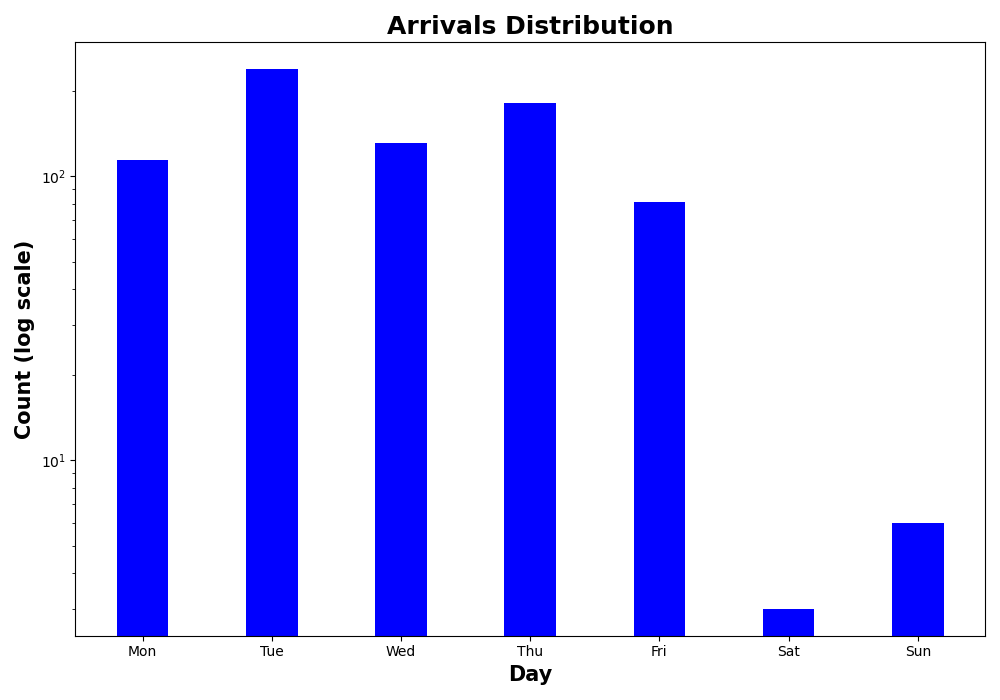 Arrivals Distribution
Count (log scale)
10²
10¹
Mon Tue Wed Thu Fri Sat Sun
Day